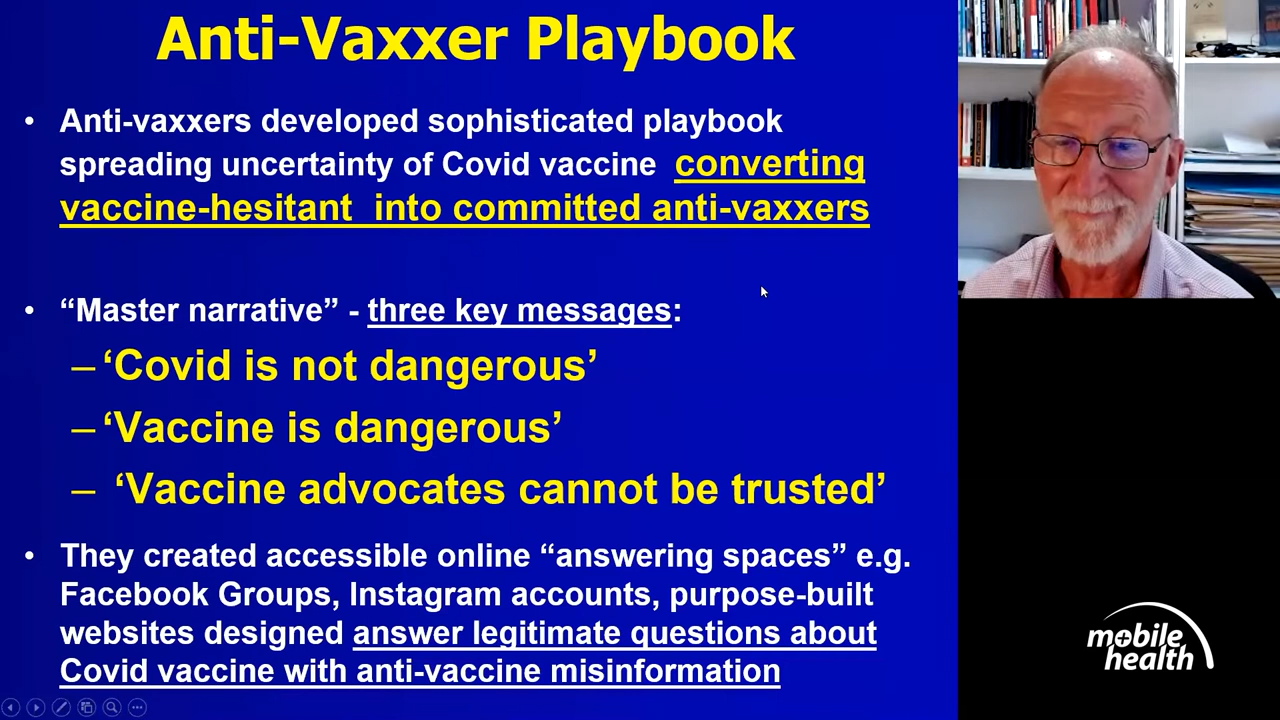 Anti-Vaxxer Playbook
• Anti-vaxxers developed sophisticated playbook
spreading uncertainty of Covid vaccine converting
vaccine-hesitant into committed anti-vaxxers
• “Master narrative” - three key messages:
– ‘Covid is not dangerous’
– ‘Vaccine is dangerous’
– ‘Vaccine advocates cannot be trusted’
• They created accessible online “answering spaces” e.g.
Facebook Groups, Instagram accounts, purpose-built
websites designed answer legitimate questions about
Covid vaccine with anti-vaccine misinformation
mobile
health